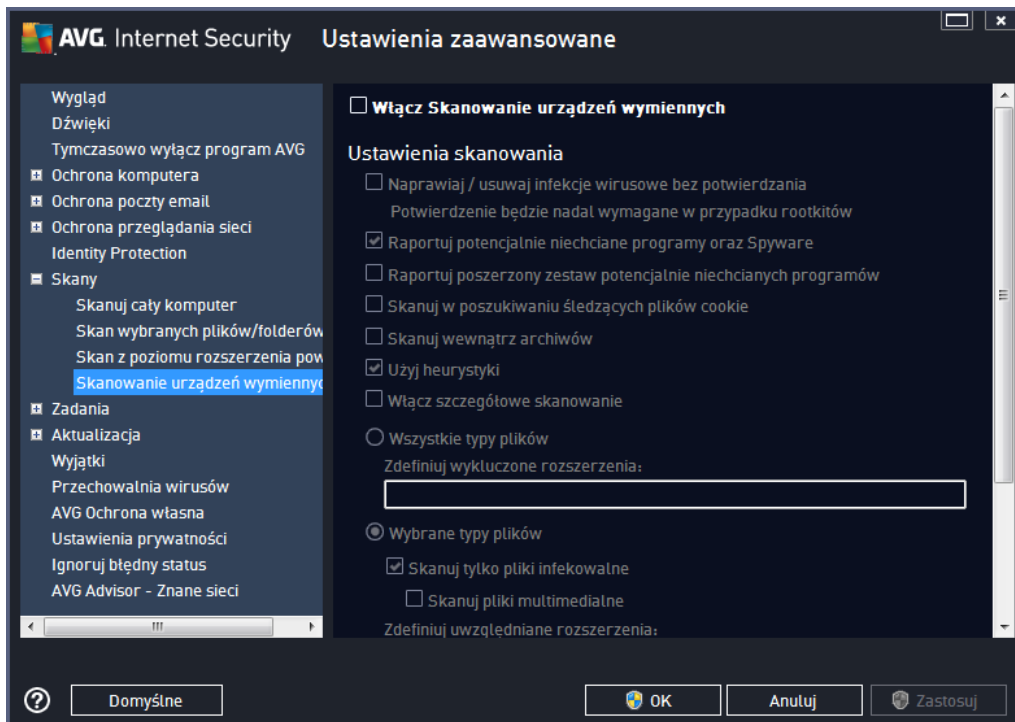 AVG. Internet Security Ustawienia zaawansowane
Wygląd
Dźwięki
Tymczasowo wyłącz program AVG
Ochrona komputera
Ochrona poczty email
Ochrona przeglądania sieci
Identity Protection
Skany
Skanuj cały komputer
Skan wybranych plików/folderów
Skan z poziomu rozszerzenia pow
Skanowanie urządzeń wymiennyc
Zadania
Aktualizacja
Wyjątki
Przechowalnia wirusów
AVG Ochrona własna
Ustawienia prywatności
Ignoruj błędny status
AVG Advisor - Znane sieci
Włącz Skanowanie urządzeń wymiennych
Ustawienia skanowania
Naprawiaj / usuwaj infekcje wirusowe bez potwierdzania
Potwierdzenie będzie nadal wymagane w przypadku rootkitów
Raportuj potencjalnie niechciane programy oraz Spyware
Raportuj poszerzony zestaw potencjalnie niechcianych programów
Skanuj w poszukiwaniu śledzących plików cookie
Skanuj wewnątrz archiwów
Użyj heurystyki
Włącz szczegółowe skanowanie
Wszystkie typy plików
Zdefiniuj wykluczone rozszerzenia:
Wybrane typy plików
Skanuj tylko pliki infekowalne
Skanuj pliki multimedialne
Zdefiniuj uwzględniane rozszerzenia:
Domyślne
OK
Anuluj
Zastosuj